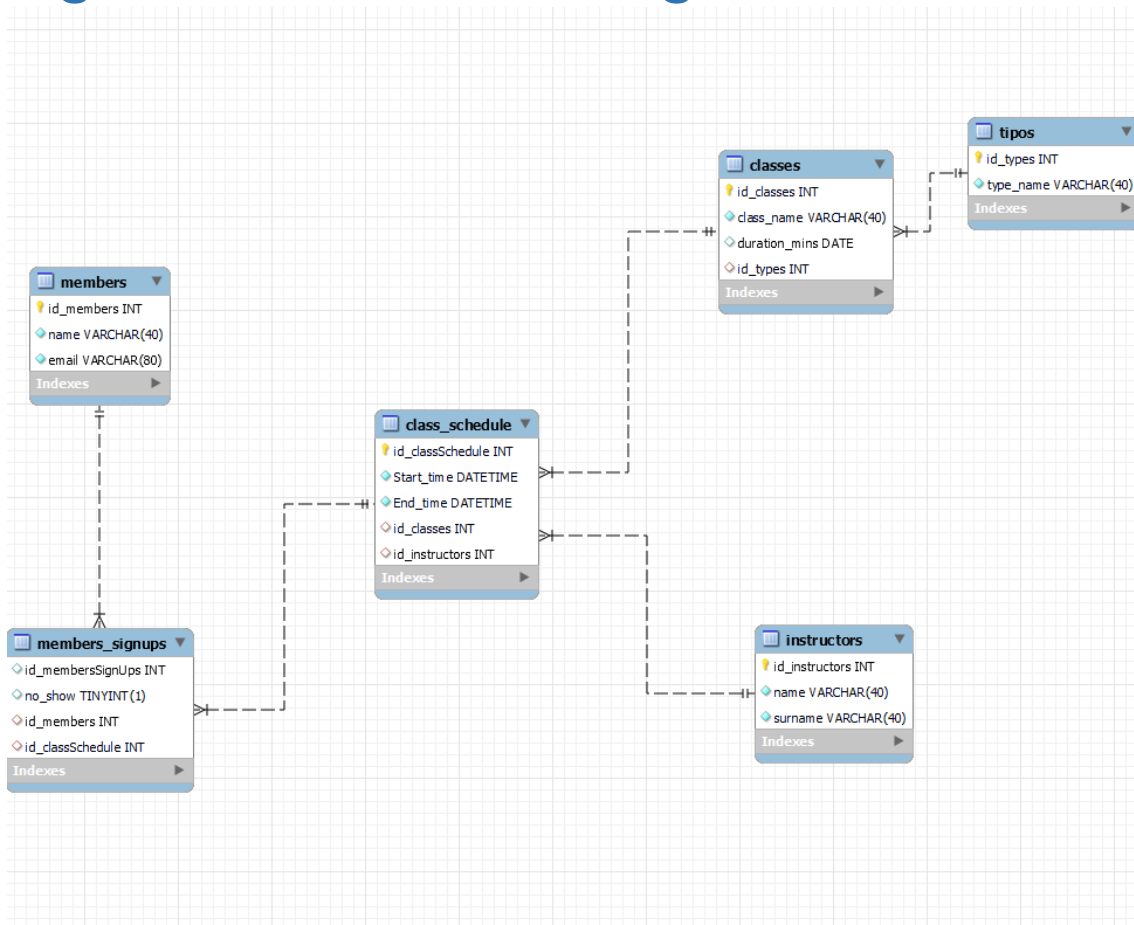 tipos
id_types INT
type_name VARCHAR(40)
Indexes
classes
id_classes INT
class_name VARCHAR(40)
duration_mins DATE
id_types INT
Indexes
members
id_members INT
name VARCHAR(40)
email VARCHAR(80)
Indexes
class_schedule
id_classSchedule INT
Start_time DATETIME
End_time DATETIME
id_classes INT
id_instructors INT
Indexes
members_signups
id_membersSignUps INT
no_show TINYINT(1)
id_members INT
id_classSchedule INT
Indexes
instructors
id_instructors INT
name VARCHAR(40)
surname VARCHAR(40)
Indexes